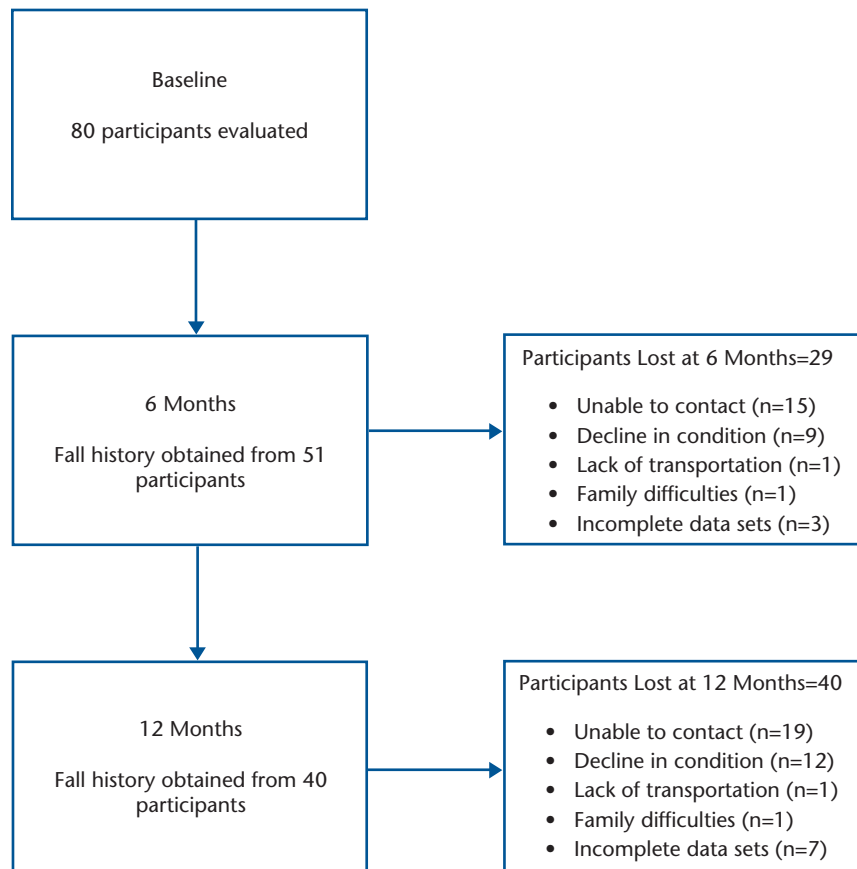 Baseline
80 participants evaluated
6 Months
Fall history obtained from 51
participants
Participants Lost at 6 Months=29
• Unable to contact (n=15)
• Decline in condition (n=9)
• Lack of transportation (n=1)
• Family difficulties (n=1)
• Incomplete data sets (n=3)
12 Months
Fall history obtained from 40
participants
Participants Lost at 12 Months=40
• Unable to contact (n=19)
• Decline in condition (n=12)
• Lack of transportation (n=1)
• Family difficulties (n=1)
• Incomplete data sets (n=7)